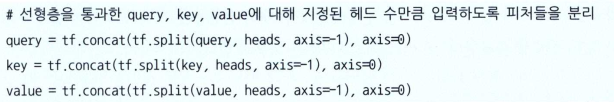 # 선형층을 통과한 query, key, value에 대해 지정된 헤드 수만큼 입력하도록 피처들을 분리
query = tf.concat(tf.split(query, heads, axis=-1), axis=0)
key = tf.concat(tf.split(key, heads, axis=-1), axis=0)
value = tf.concat(tf.split(value, heads, axis=-1), axis=0)